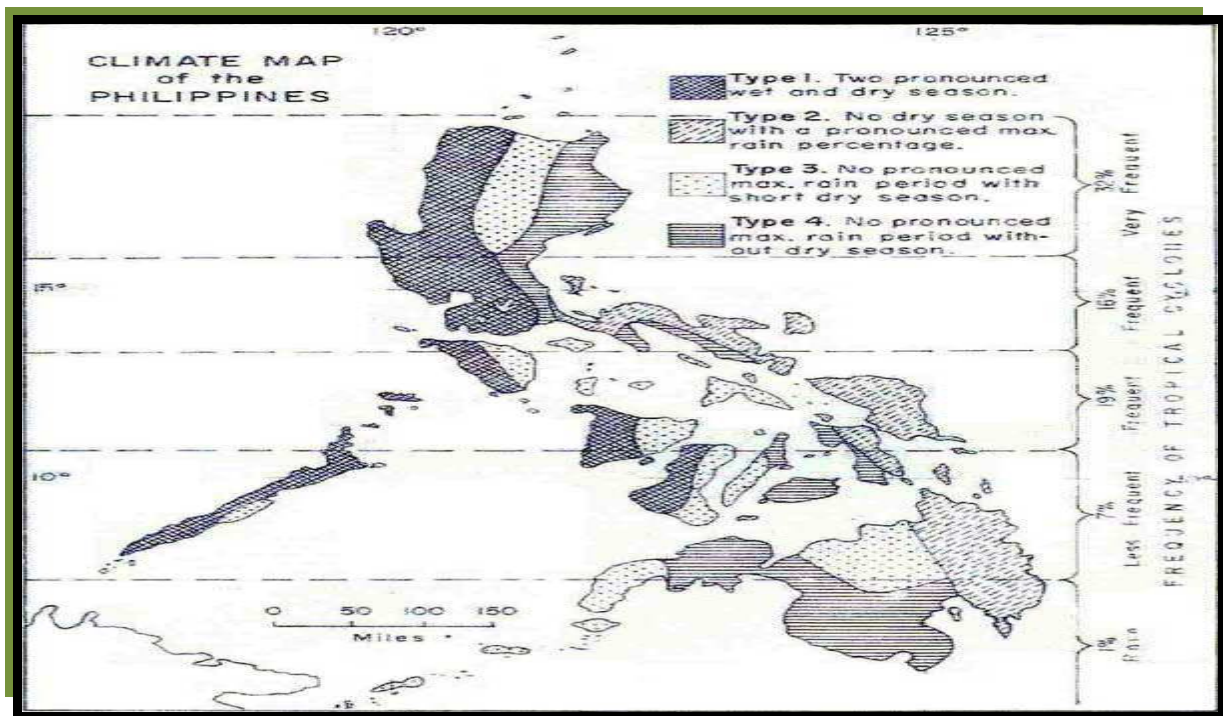 120°
125°
CLIMATE MAP
of the
PHILIPPINES
Type 1. Two pronounced
wet and dry season.
Type 2. No dry season
with a pronounced max.
rain percentage.
Type 3. No pronounced
max. rain period with
short dry season.
Type 4. No pronounced
max. rain period with-
out dry season.
32%
Very Frequent
15°
16%
Frequent
19%
Frequent
10°
7%
Less Frequent
1%
Rain
FREQUENCY OF TROPICAL CYCLONES
0 50 100 150
Miles